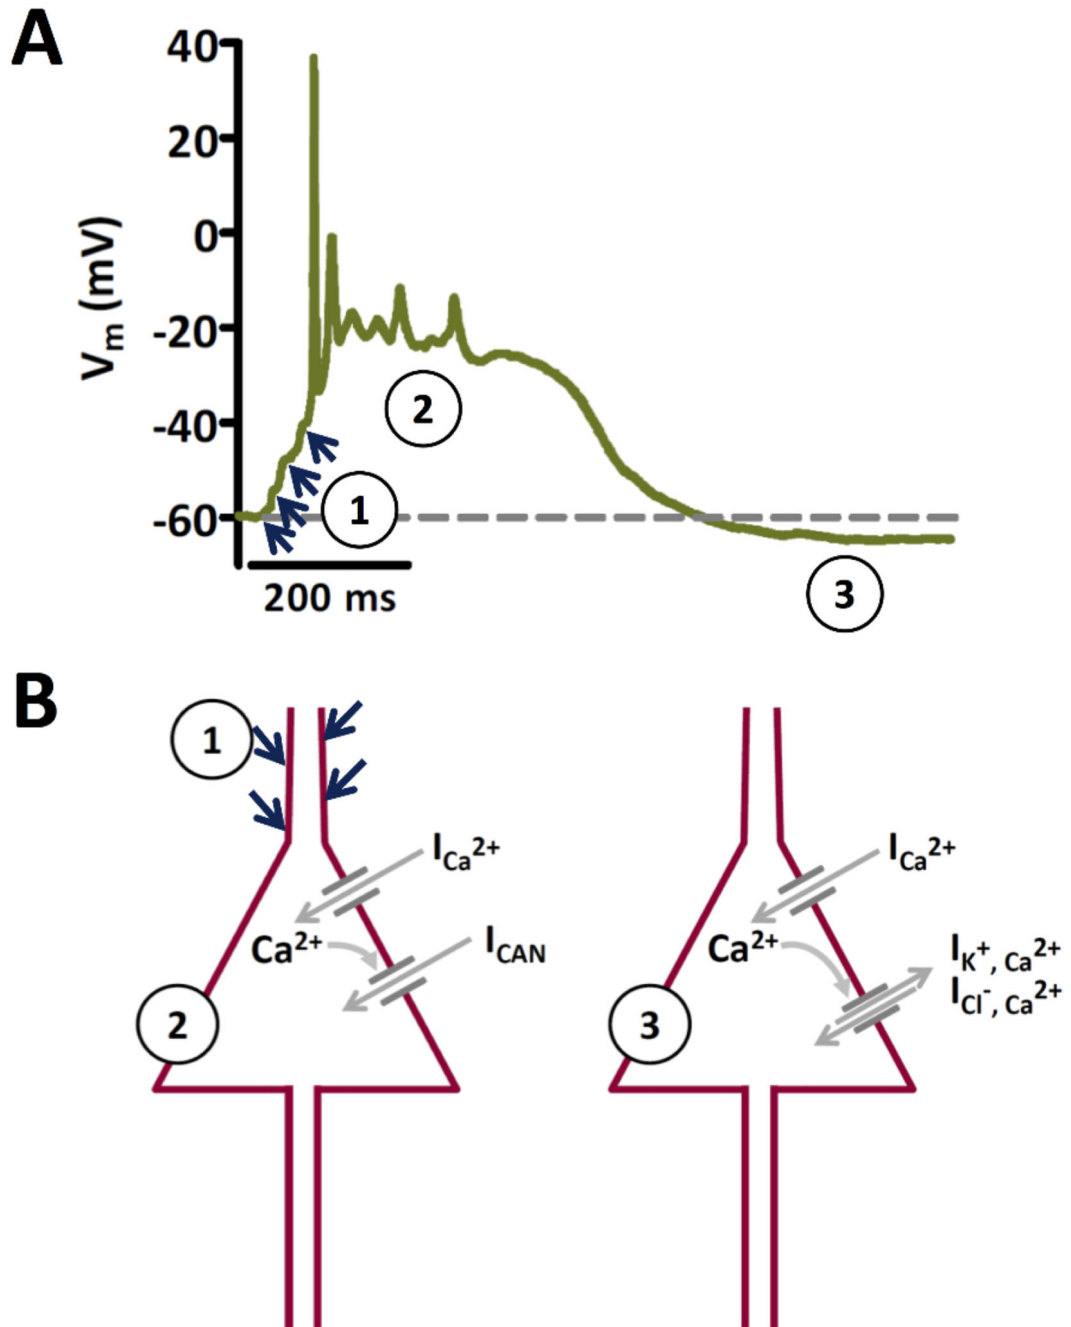 A
40
20
0
-20
-40
-60
Vm (mV)
200 ms
1
2
3
B
1
ICa2+
Ca2+
ICAN
2
ICa2+
Ca2+
IK+, Ca2+
ICl-, Ca2+
3